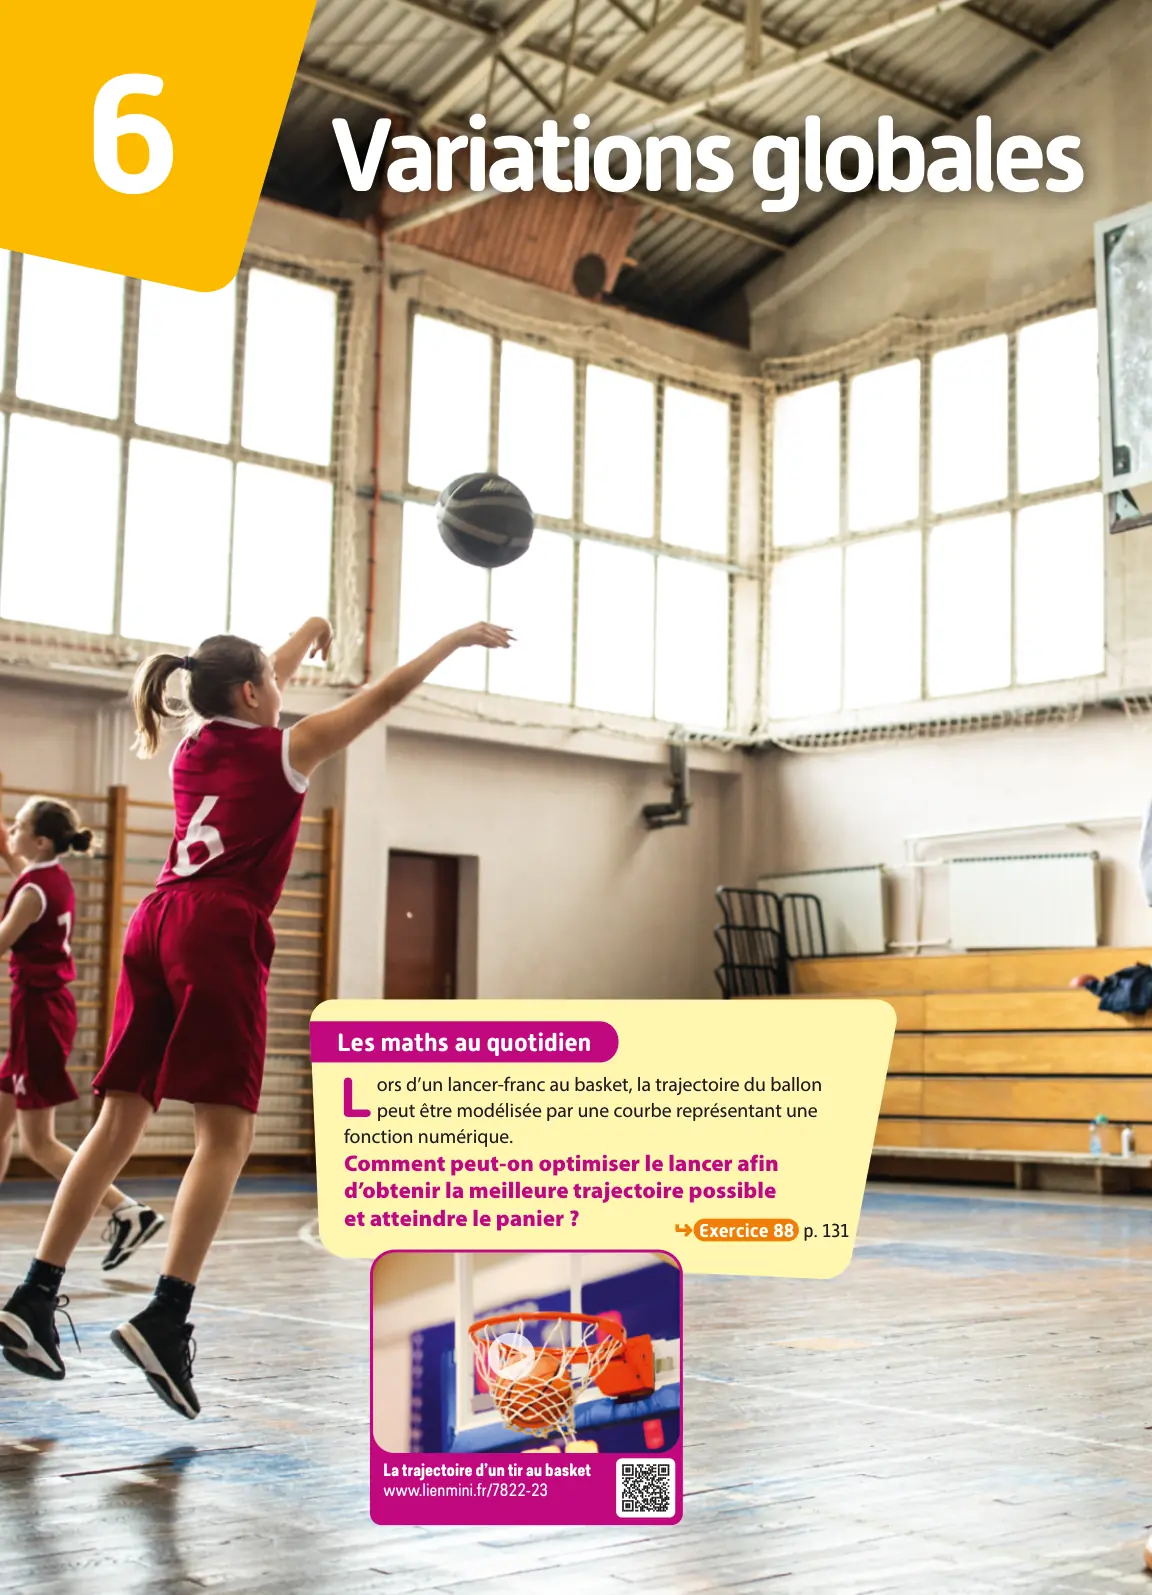 6
Variations globales
6
Les maths au quotidien
Lors d'un lancer-franc au basket, la trajectoire du ballon
peut être modélisée par une courbe représentant une
fonction numérique.
Comment peut-on optimiser le lancer afin
d'obtenir la meilleure trajectoire possible
et atteindre le panier ?
↪ Exercice 88 p. 131
La trajectoire d'un tir au basket
www.lienmini.fr/7822-23